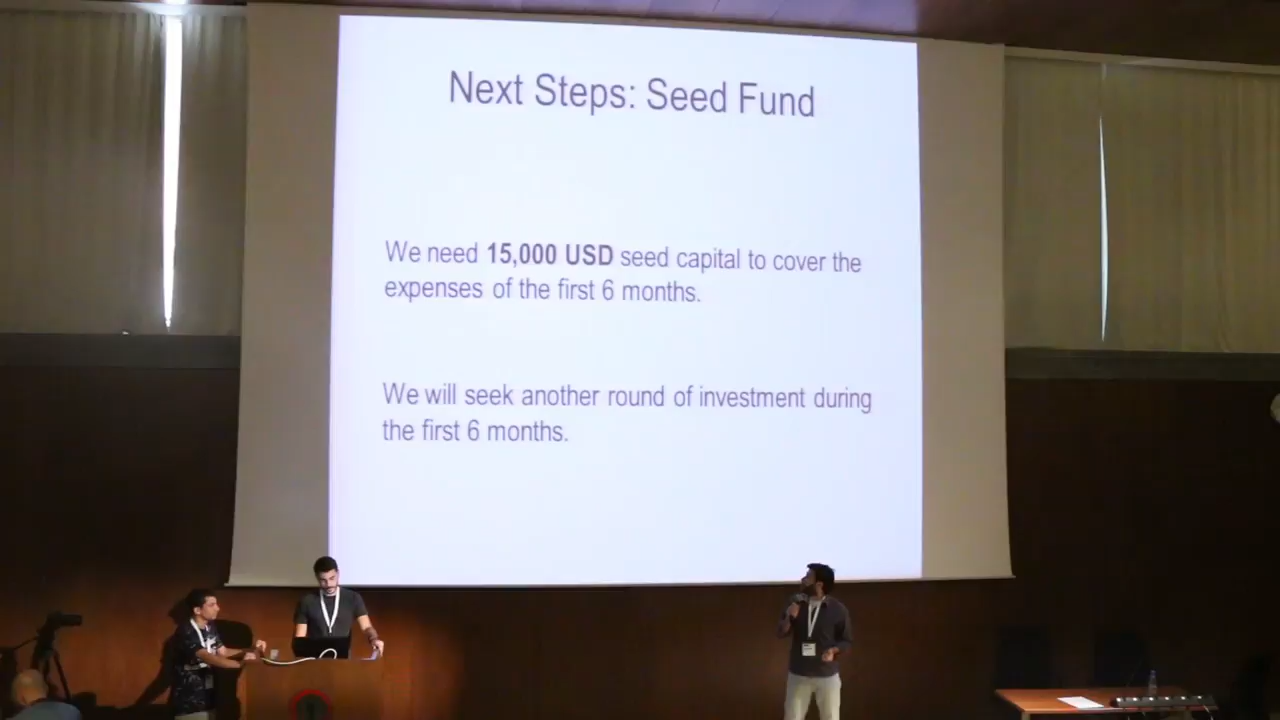 Next Steps: Seed Fund
We need 15,000 USD seed capital to cover the
expenses of the first 6 months.
We will seek another round of investment during
the first 6 months.